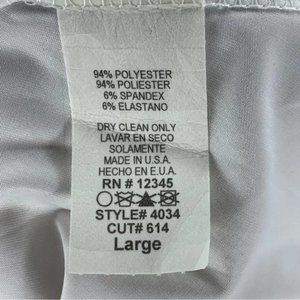 94% POLYESTER
94% POLIESTER
6% SPANDEX
6% ELASTANO
DRY CLEAN ONLY
LAVAR EN SECO
SOLAMENTE
MADE IN U.S.A.
HECHO EN E.U.A.
RN # 12345
STYLE# 4034
CUT# 614
Large